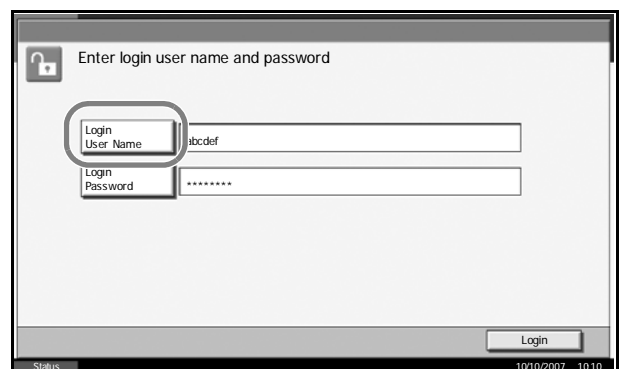 Enter login user name and password
Login
User Name
abcdef
Login
Password
********
Login
Status
10/10/2007 10:10